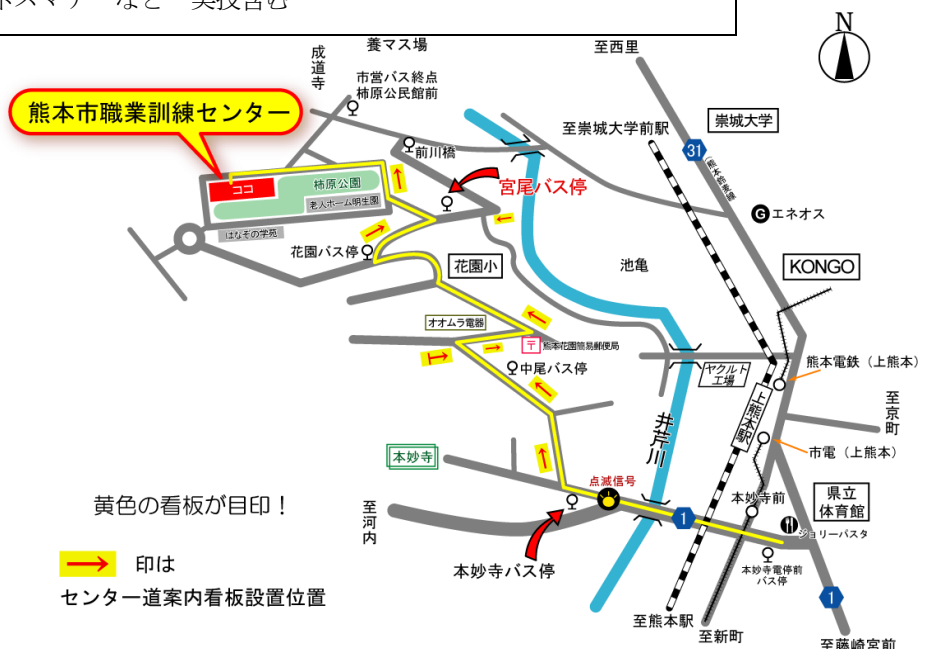 など 実技含む
N
成道寺
養マス場
至西里
市営バス終点
柿原公民館前
熊本市職業訓練センター
至崇城大学前駅
崇城大学
31
熊本鈴麦線
前川橋
宮尾バス停
ココ
柿原公園
老人ホーム明生園
はなぞの学苑
G エネオス
花園バス停
花園小
池亀
KONGO
オオムラ電器
〒
熊本花園簡易郵便局
中尾バス停
ヤクルト
工場
熊本電鉄（上熊本）
上熊本駅
至京町
井芹川
市電（上熊本）
本妙寺
点滅信号
本妙寺前
県立
体育館
黄色の看板が目印！
至河内
1
ジョリーパスタ
本妙寺バス停
本妙寺電停前
バス停
→ 印は
センター道案内看板設置位置
1
至熊本駅
至新町
至藤崎宮前